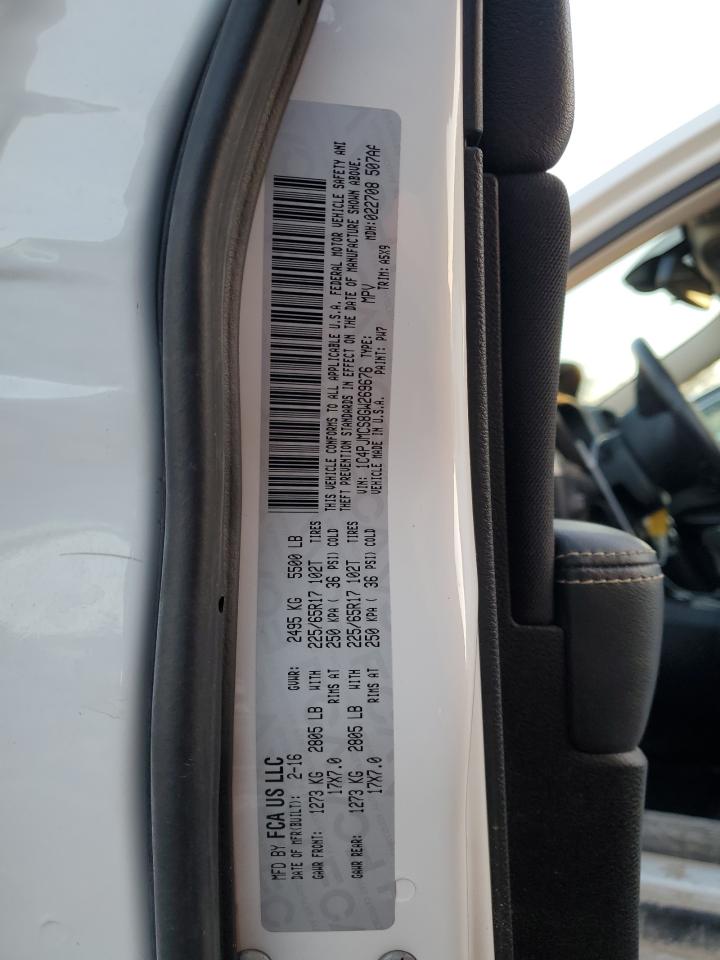 MFD BY FCA US LLC
DATE OF MFR(BUILT): 2-16 GVWR: 2495 KG 5500 LB
GAWR FRONT: 1273 KG 2805 LB WITH 225/65R17 102T TIRES
17X7.0 RIMS AT 250 KPA ( 36 PSI) COLD
GAWR REAR: 1273 KG 2805 LB WITH 225/65R17 102T TIRES
17X7.0 RIMS AT 250 KPA ( 36 PSI) COLD
THIS VEHICLE CONFORMS TO ALL APPLICABLE U.S.A. FEDERAL MOTOR VEHICLE SAFETY AND
THEFT PREVENTION STANDARDS IN EFFECT ON THE DATE OF MANUFACTURE SHOWN ABOVE.
VIN: 1C4PJMCS8GW269676 TYPE: MPV MDH:022708 507Af
VEHICLE MADE IN U.S.A. PAINT: PW7 TRIM: A5X9